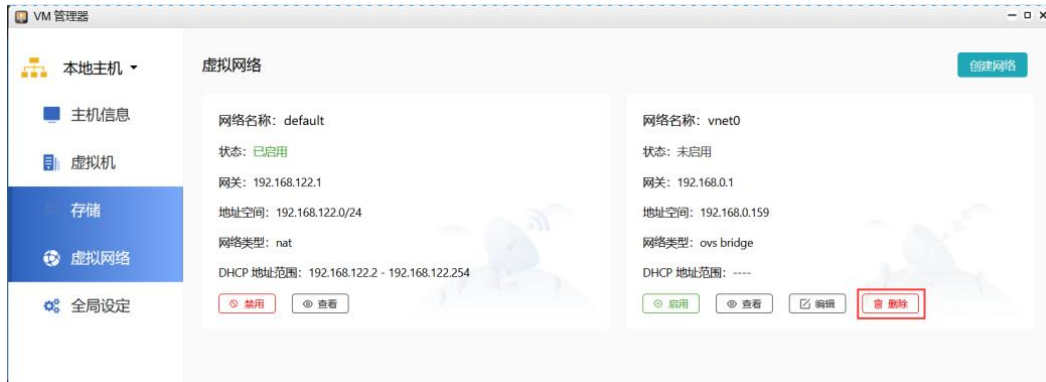 VM 管理器
本地主机
主机信息
虚拟机
存储
虚拟网络
全局设定
虚拟网络
创建网络
网络名称：default
状态：已启用
网关：192.168.122.1
地址空间：192.168.122.0/24
网络类型：nat
DHCP 地址范围：192.168.122.2 - 192.168.122.254
禁用 查看
网络名称：vnet0
状态：未启用
网关：192.168.0.1
地址空间：192.168.0.159
网络类型：ovs bridge
DHCP 地址范围：----
启用 查看 编辑 删除